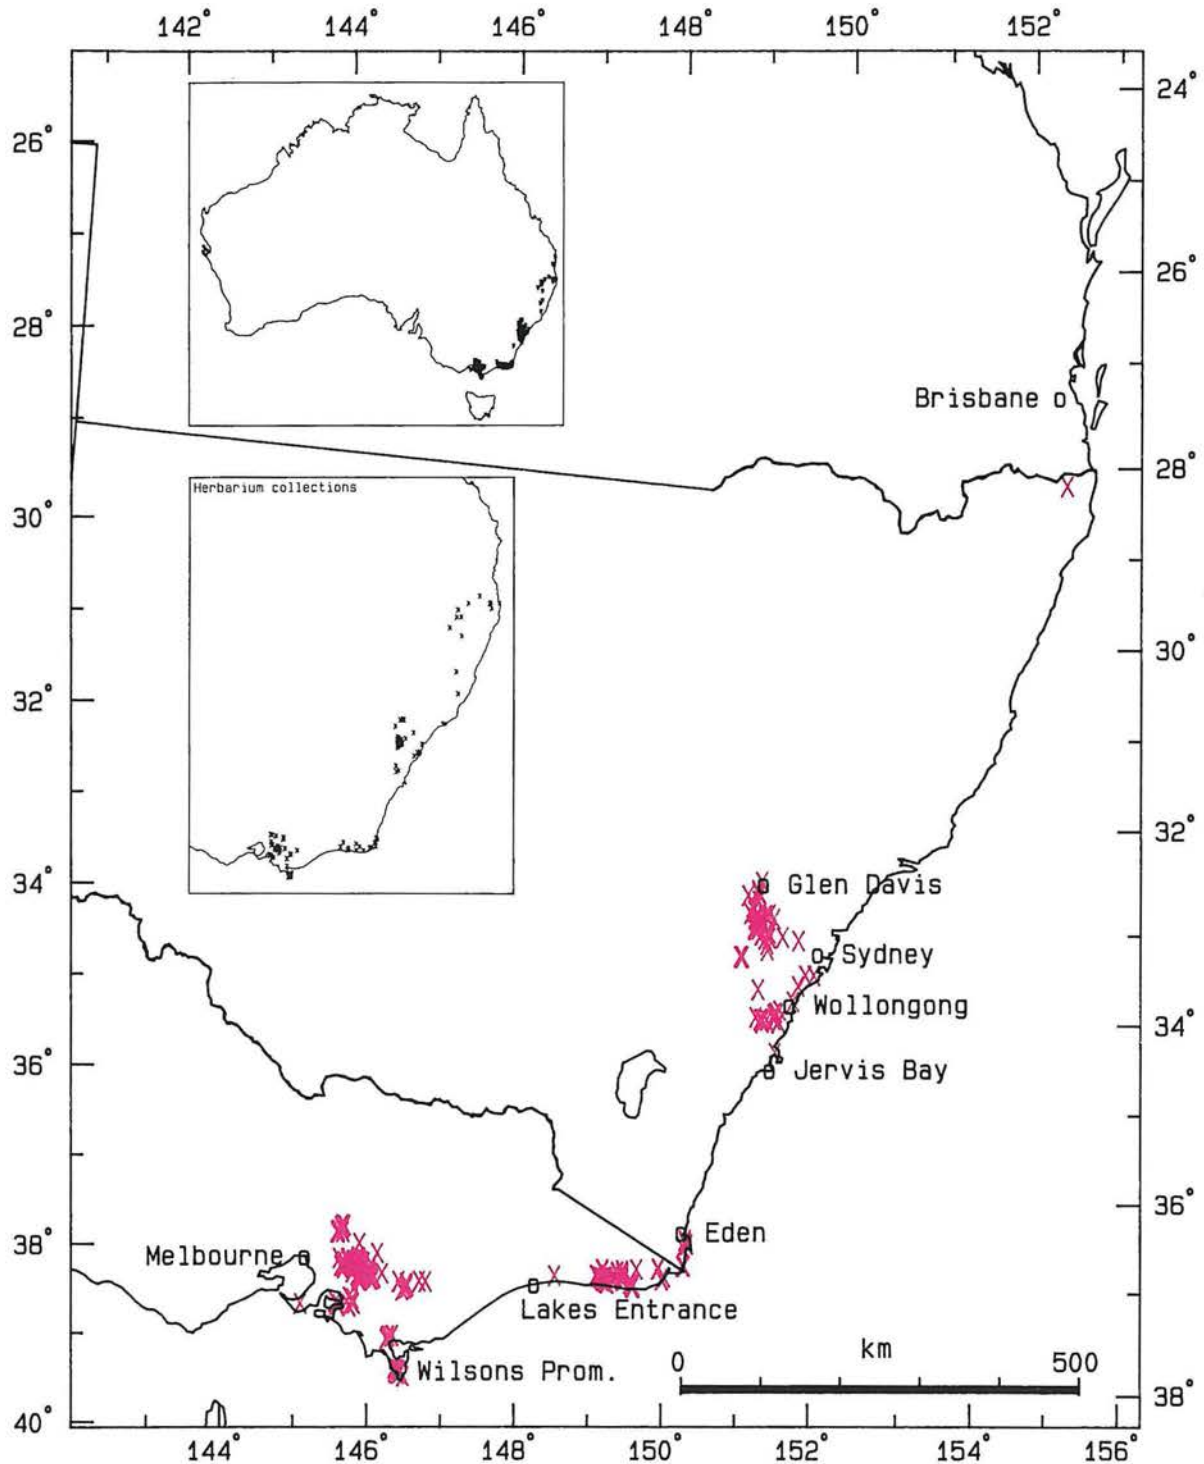 142° 144° 146° 148° 150° 152°
24°
26°
26°
28°
Brisbane
28°
Herbarium collections
30°
30°
32°
32°
34°
Glen Davis
Sydney
Wollongong
34°
36°
Jervis Bay
36°
Eden
38°
Melbourne
Lakes Entrance
km
0 500
Wilsons Prom.
38°
40°
144° 146° 148° 150° 152° 154° 156°